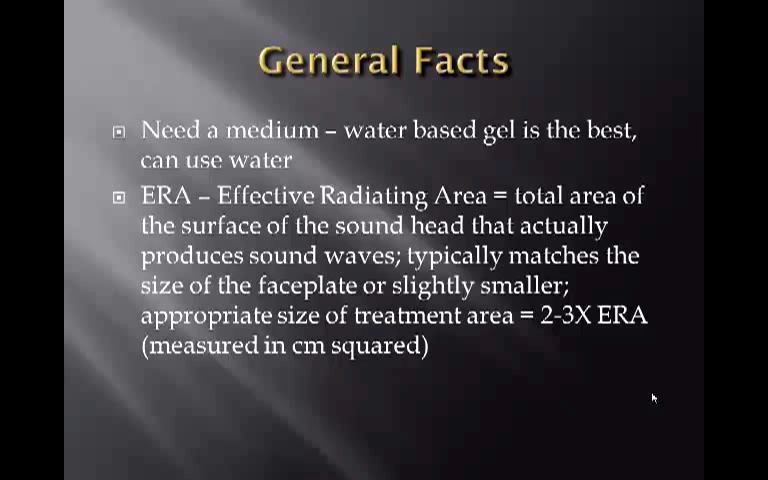 General Facts
Need a medium – water based gel is the best,
can use water
ERA – Effective Radiating Area = total area of
the surface of the sound head that actually
produces sound waves; typically matches the
size of the faceplate or slightly smaller;
appropriate size of treatment area = 2-3X ERA
(measured in cm squared)